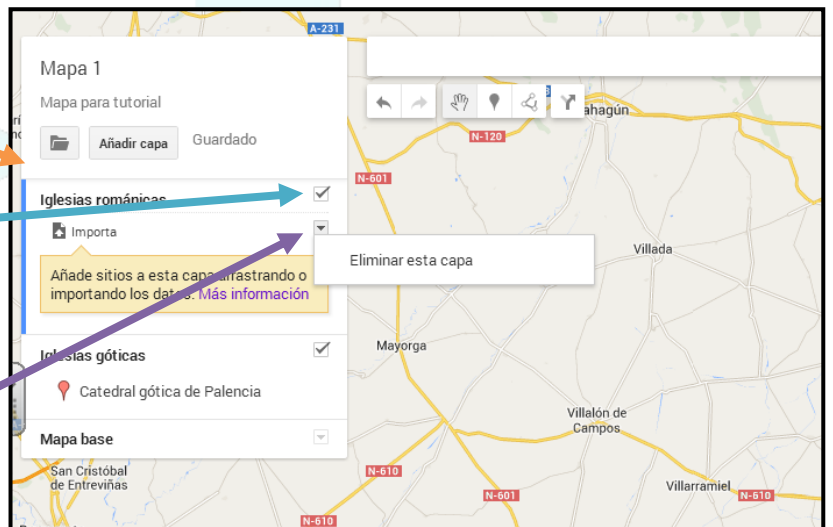 A-231
Mapa 1
Mapa para tutorial
Añadir capa
Guardado
ahagún
N-120
N-601
Iglesias románicas
Importa
Eliminar esta capa
Villada
Añade sitios a esta capa arrastrando o
importando los datos. Más información
Mayorga
Iglesias góticas
Catedral gótica de Palencia
Villalón de
Campos
Mapa base
San Cristóbal
de Entreviñas
N-610
N-601
Villarramiel
N-610
N-610